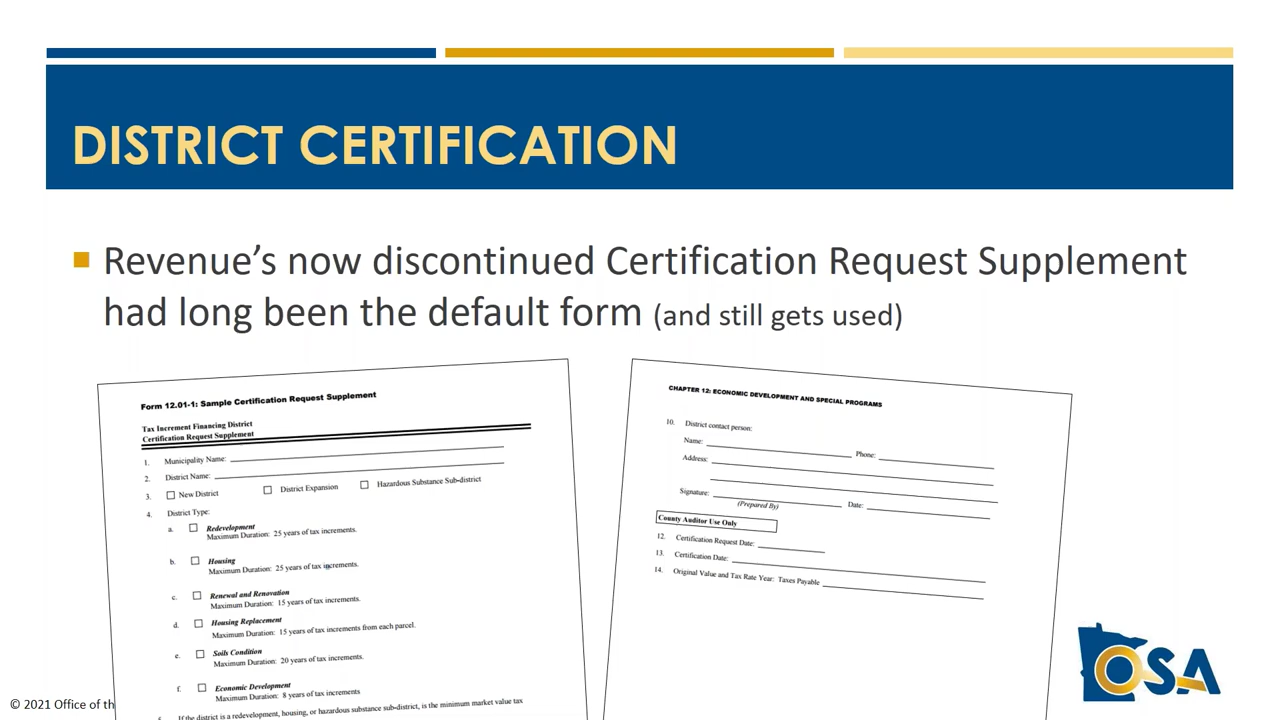 DISTRICT CERTIFICATION
Revenue's now discontinued Certification Request Supplement
had long been the default form (and still gets used)
Form 12.01-1: Sample Certification Request Supplement
Tax Increment Financing District
Certification Request Supplement
1. Municipality Name:
2. District Name:
3. New District District Expansion Hazardous Substance Sub-district
4. District Type:
a. Redevelopment
Maximum Duration: 25 years of tax increments.
b. Housing
Maximum Duration: 25 years of tax increments.
c. Renewal and Renovation
Maximum Duration: 15 years of tax increments.
d. Housing Replacement
Maximum Duration: 15 years of tax increments from each parcel.
e. Soils Condition
Maximum Duration: 20 years of tax increments.
f. Economic Development
Maximum Duration: 8 years of tax increments
If the district is a redevelopment, housing, or hazardous substance sub-district, is the minimum market value tax
CHAPTER 12: ECONOMIC DEVELOPMENT AND SPECIAL PROGRAMS
10. District contact person:
Name: Phone:
Address:
Signature: Date:
(Prepared By)
County Auditor Use Only
12. Certification Request Date:
13. Certification Date:
14. Original Value and Tax Rate Year: Taxes Payable
OSA
© 2021 Office of th